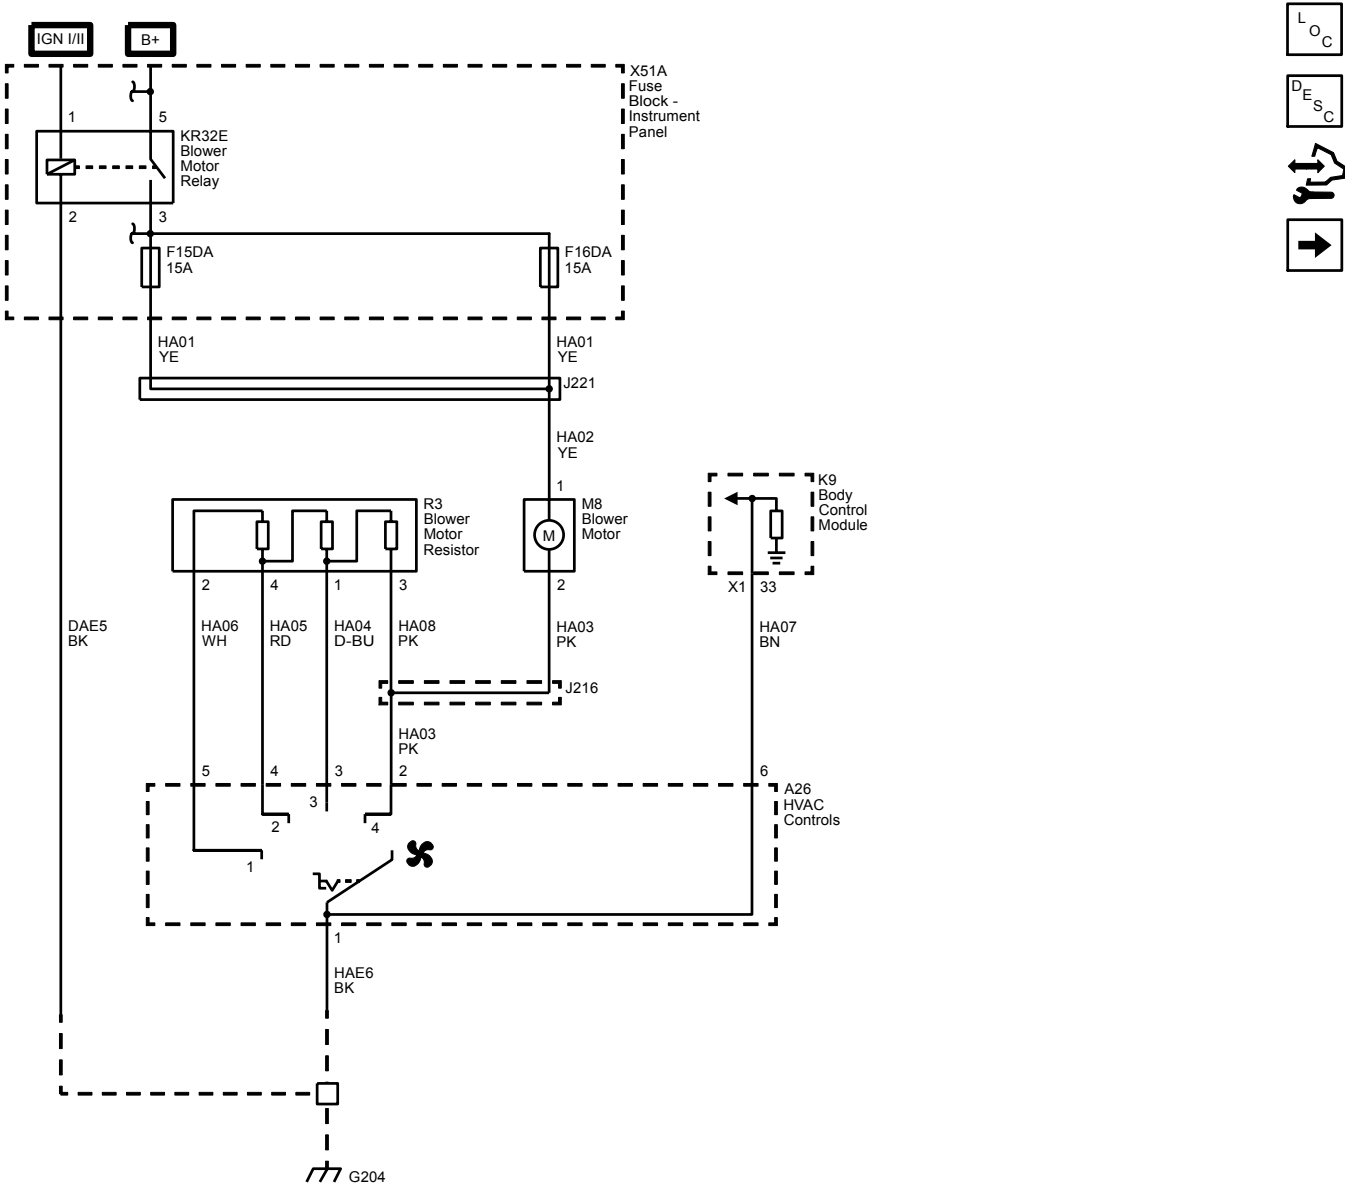 IGN I/II
B+
L
O
C
D
E
S
C
X51A
Fuse
Block -
Instrument
Panel
1
5
KR32E
Blower
Motor
Relay
2
3
F15DA
15A
F16DA
15A
HA01
YE
HA01
YE
J221
HA02
YE
1
R3
Blower
Motor
Resistor
M
M8
Blower
Motor
K9
Body
Control
Module
2
4
1
3
2
X1
33
DAE5
BK
HA06
WH
HA05
RD
HA04
D-BU
HA08
PK
HA03
PK
HA07
BN
J216
HA03
PK
5
4
3
2
6
A26
HVAC
Controls
3
2
4
1
1
HAE6
BK
G204